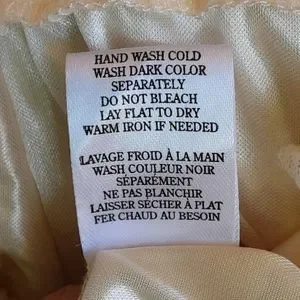 HAND WASH COLD
WASH DARK COLOR
SEPARATELY
DO NOT BLEACH
LAY FLAT TO DRY
WARM IRON IF NEEDED
LAVAGE FROID À LA MAIN
WASH COULEUR NOIR
SÉPARÉMENT
NE PAS BLANCHIR
LAISSER SÉCHER À PLAT
FER CHAUD AU BESOIN